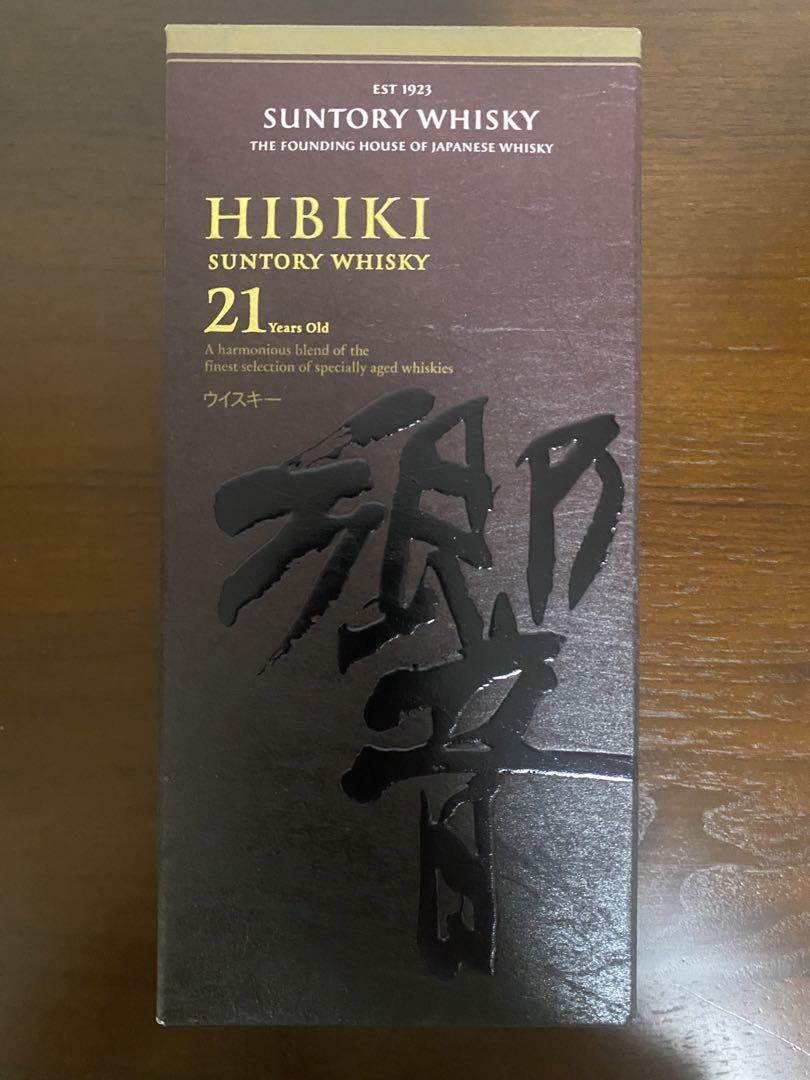 EST 1923
SUNTORY WHISKY
THE FOUNDING HOUSE OF JAPANESE WHISKY
HIBIKI
SUNTORY WHISKY
21 Years Old
A harmonious blend of the
finest selection of specially aged whiskies
ウイスキー
響